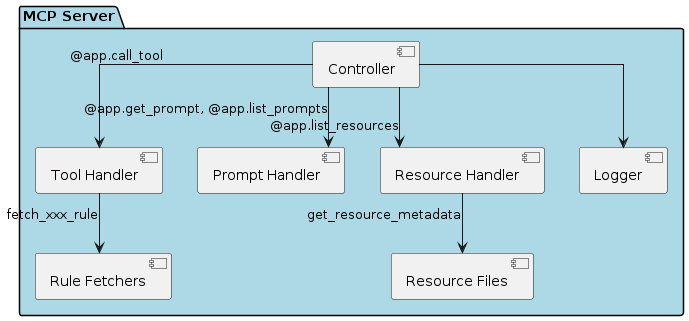 MCP Server
Controller
@app.call_tool
@app.get_prompt, @app.list_prompts
@app.list_resources
Tool Handler
Prompt Handler
Resource Handler
Logger
fetch_xxx_rule
get_resource_metadata
Rule Fetchers
Resource Files